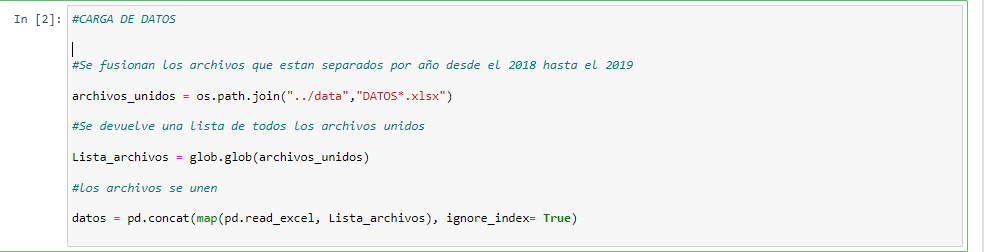 In [2]: #CARGA DE DATOS
#Se fusionan los archivos que estan separados por año desde el 2018 hasta el 2019
archivos_unidos = os.path.join("../data","DATOS*.xlsx")
#Se devuelve una lista de todos los archivos unidos
Lista_archivos = glob.glob(archivos_unidos)
#los archivos se unen
datos = pd.concat(map(pd.read_excel, Lista_archivos), ignore_index= True)